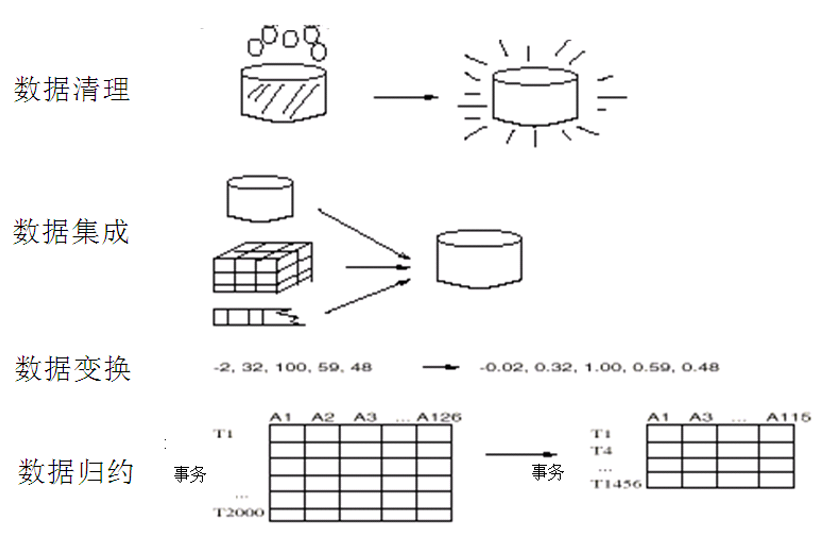 数据清理
数据集成
数据变换
-2, 32, 100, 59, 48
-0.02, 0.32, 1.00, 0.59, 0.48
数据归约
事务
A1 A2 A3 ... A126
T1
...
T2000
事务
A1 A3 ... A115
T1
T4
...
T1456